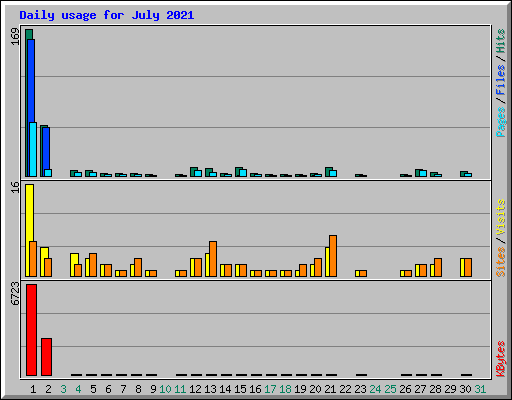 Daily usage for July 2021
169
Pages/Files/Hits
16
Sites/Visits
6723
KBytes
1 2 3 4 5 6 7 8 9 10 11 12 13 14 15 16 17 18 19 20 21 22 23 24 25 26 27 28 29 30 31